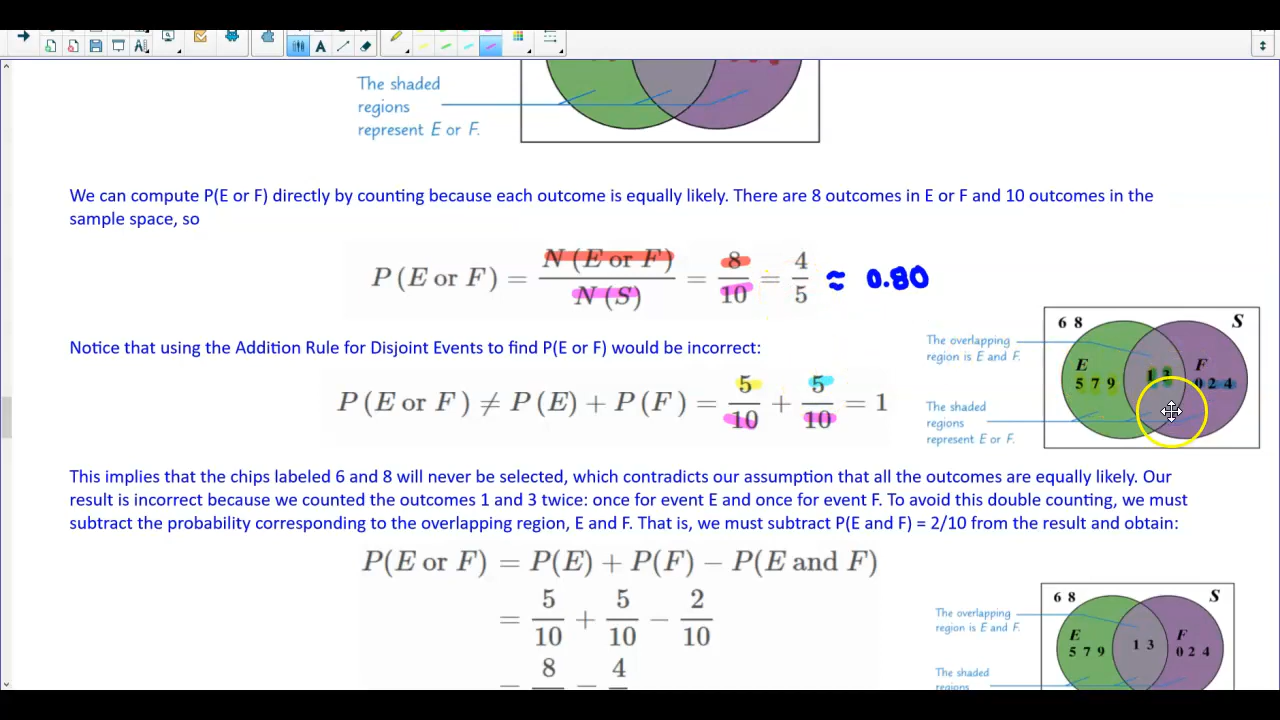 The shaded
regions
represent E or F.
We can compute P(E or F) directly by counting because each outcome is equally likely. There are 8 outcomes in E or F and 10 outcomes in the
sample space, so
P (E or F) = N (E or F) / N (S) = 8/10 = 4/5 ≈ 0.80
6 8 S
The overlapping
region is E and F.
E F
5 7 9 1 3 0 2 4
The shaded
regions
represent E or F.
Notice that using the Addition Rule for Disjoint Events to find P(E or F) would be incorrect:
P (E or F) ≠ P (E) + P (F) = 5/10 + 5/10 = 1
This implies that the chips labeled 6 and 8 will never be selected, which contradicts our assumption that all the outcomes are equally likely. Our
result is incorrect because we counted the outcomes 1 and 3 twice: once for event E and once for event F. To avoid this double counting, we must
subtract the probability corresponding to the overlapping region, E and F. That is, we must subtract P(E and F) = 2/10 from the result and obtain:
P(E or F) = P(E) + P(F) − P(E and F)
= 5/10 + 5/10 − 2/10
= 8 = 4
6 8 S
The overlapping
region is E and F.
E F
5 7 9 1 3 0 2 4
The shaded
regions